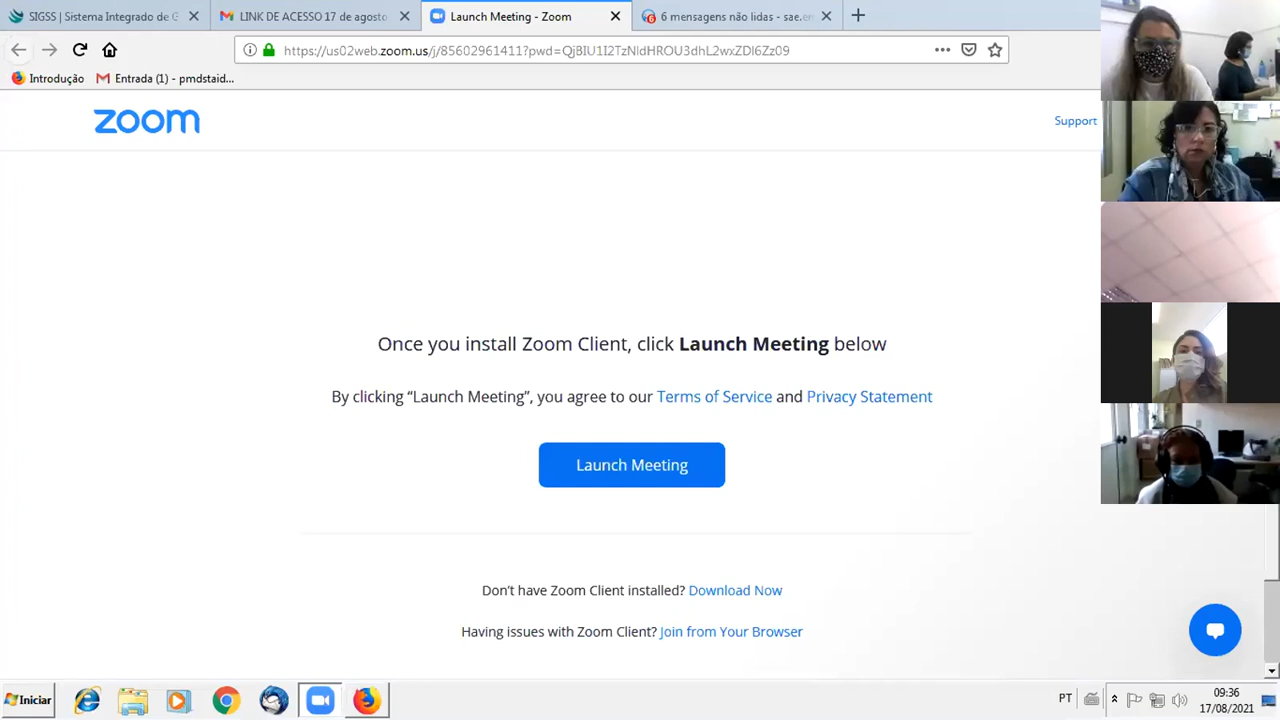 SIGSS | Sistema Integrado de G
LINK DE ACESSO 17 de agosto
Launch Meeting - Zoom
6 mensagens não lidas - sae.en
https://us02web.zoom.us/j/85602961411?pwd=QjBIU1I2TzNldHROU3dhL2wxZDl6Zz09
Introdução
Entrada (1) - pmdstaid...
zoom
Support
Once you install Zoom Client, click Launch Meeting below
By clicking “Launch Meeting”, you agree to our Terms of Service and Privacy Statement
Launch Meeting
Don’t have Zoom Client installed? Download Now
Having issues with Zoom Client? Join from Your Browser
Iniciar
PT
09:36
17/08/2021